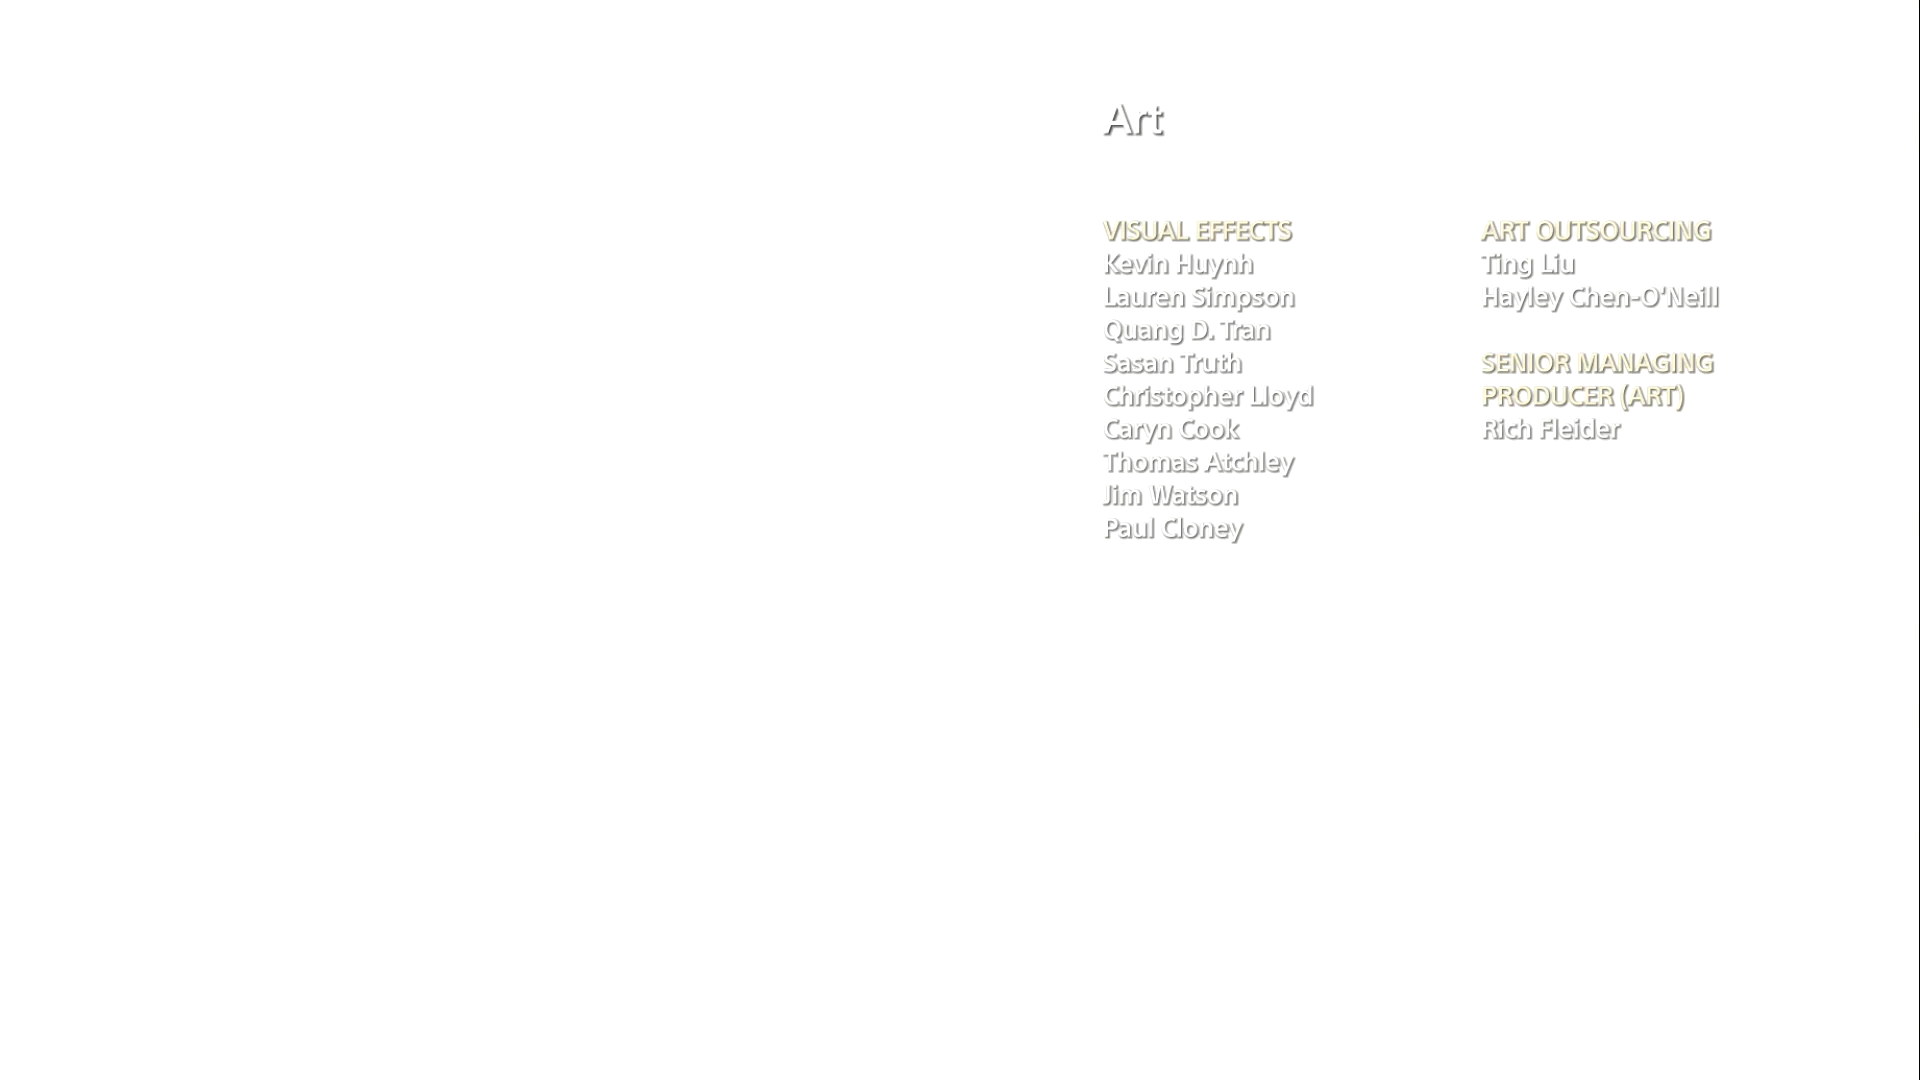 Art
VISUAL EFFECTS
Kevin Huynh
Lauren Simpson
Quang D. Tran
Sasan Truth
Christopher Lloyd
Caryn Cook
Thomas Atchley
Jim Watson
Paul Cloney
ART OUTSOURCING
Ting Liu
Hayley Chen-O'Neill
SENIOR MANAGING
PRODUCER (ART)
Rich Fleider